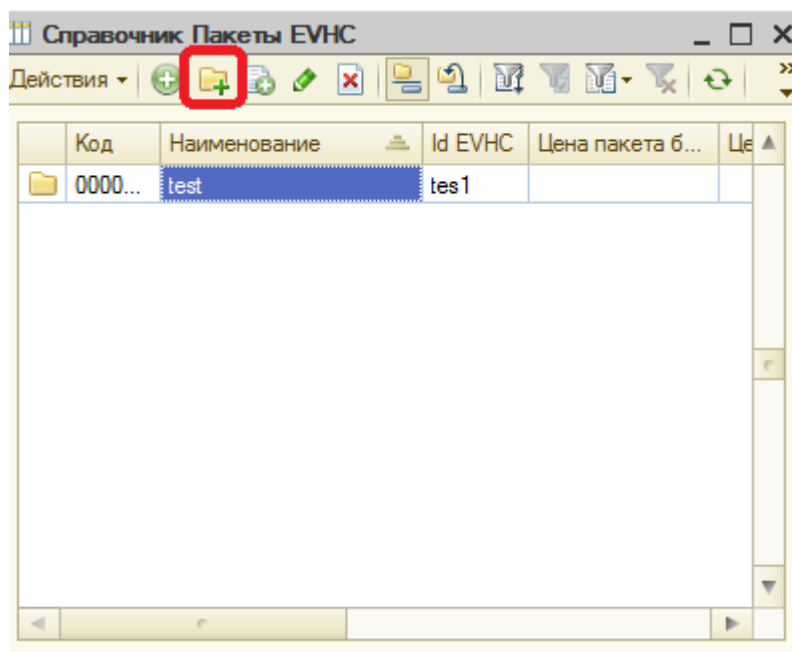 Справочник Пакеты EVHC
Действия
Код Наименование Id EVHC Цена пакета б... Це
0000... test tes1